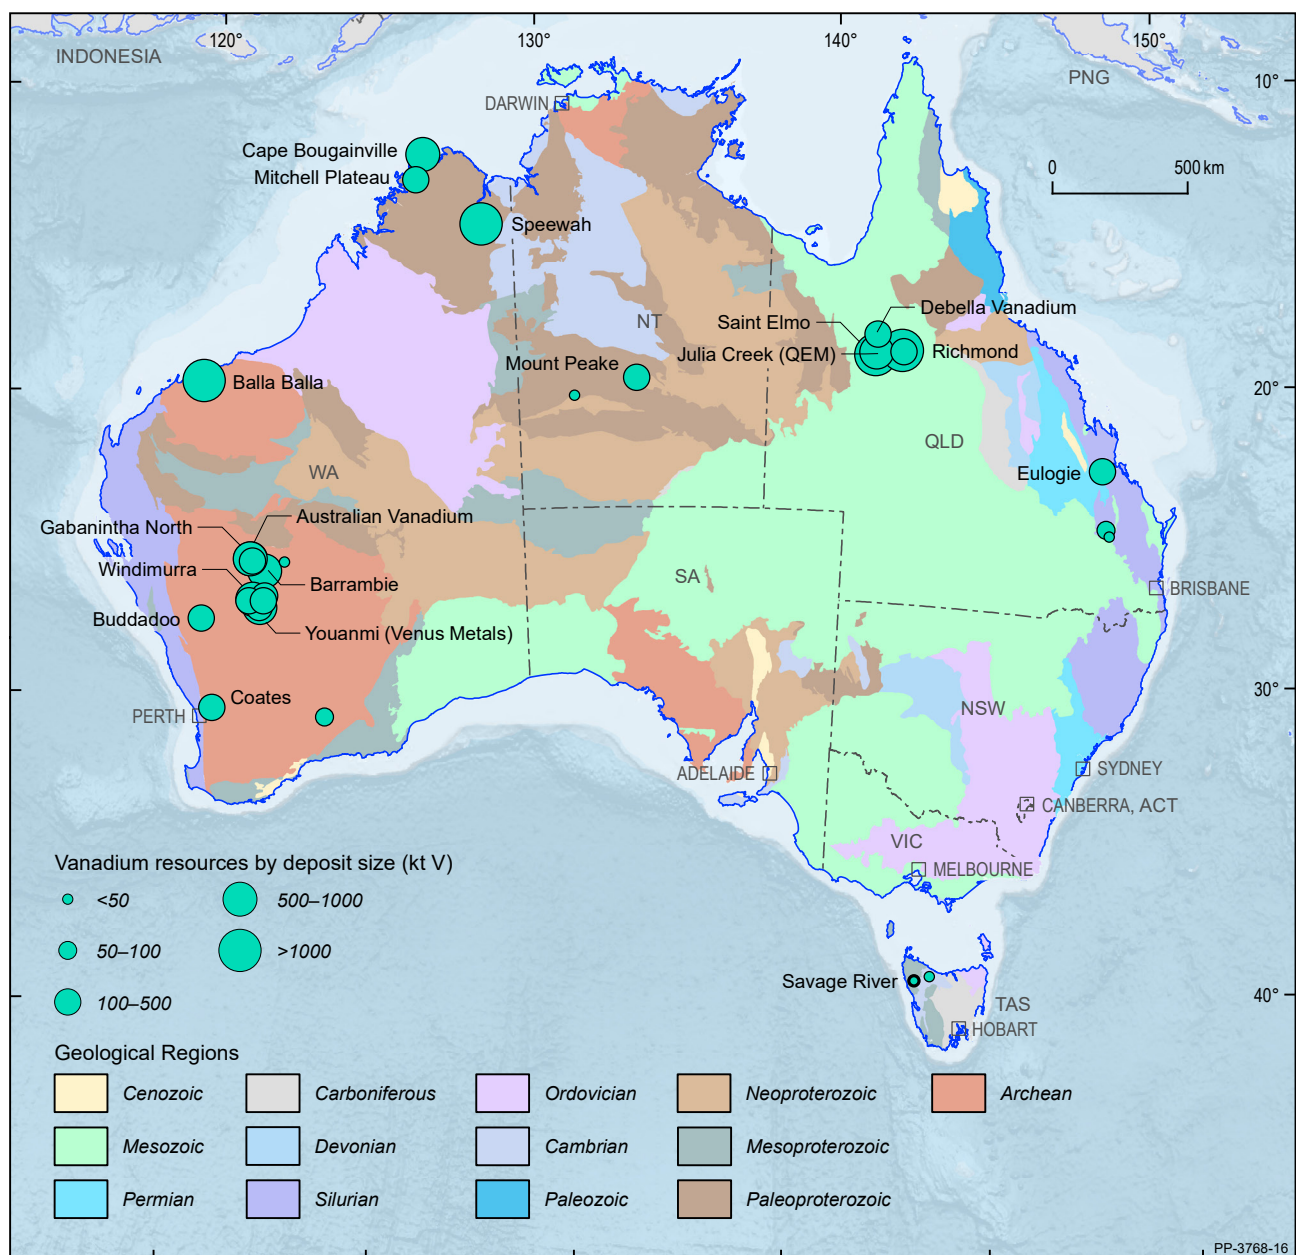 120°
130°
140°
150°
INDONESIA
PNG
10°
DARWIN
Cape Bougainville
Mitchell Plateau
0
500 km
Speewah
Debella Vanadium
NT
Saint Elmo
Julia Creek (QEM)
Richmond
Mount Peake
Balla Balla
20°
QLD
WA
Eulogie
Australian Vanadium
Gabanintha North
Windimurra
Barrambie
SA
BRISBANE
Buddadoo
Youanmi (Venus Metals)
Coates
30°
PERTH
NSW
ADELAIDE
SYDNEY
CANBERRA, ACT
VIC
MELBOURNE
Vanadium resources by deposit size (kt V)
<50
500–1000
50–100
>1000
100–500
Savage River
40°
TAS
HOBART
Geological Regions
Cenozoic
Carboniferous
Ordovician
Neoproterozoic
Archean
Mesozoic
Devonian
Cambrian
Mesoproterozoic
Permian
Silurian
Paleozoic
Paleoproterozoic
PP-3768-16